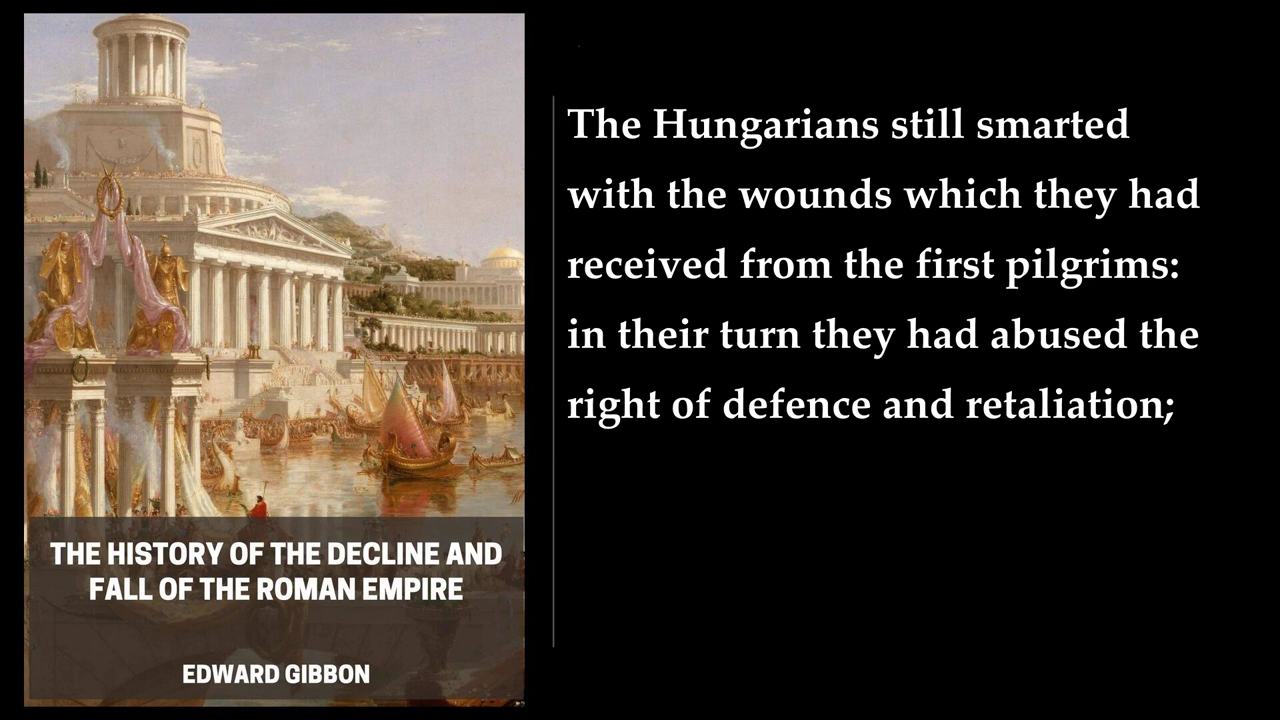 THE HISTORY OF THE DECLINE AND
FALL OF THE ROMAN EMPIRE
EDWARD GIBBON
The Hungarians still smarted
with the wounds which they had
received from the first pilgrims:
in their turn they had abused the
right of defence and retaliation;